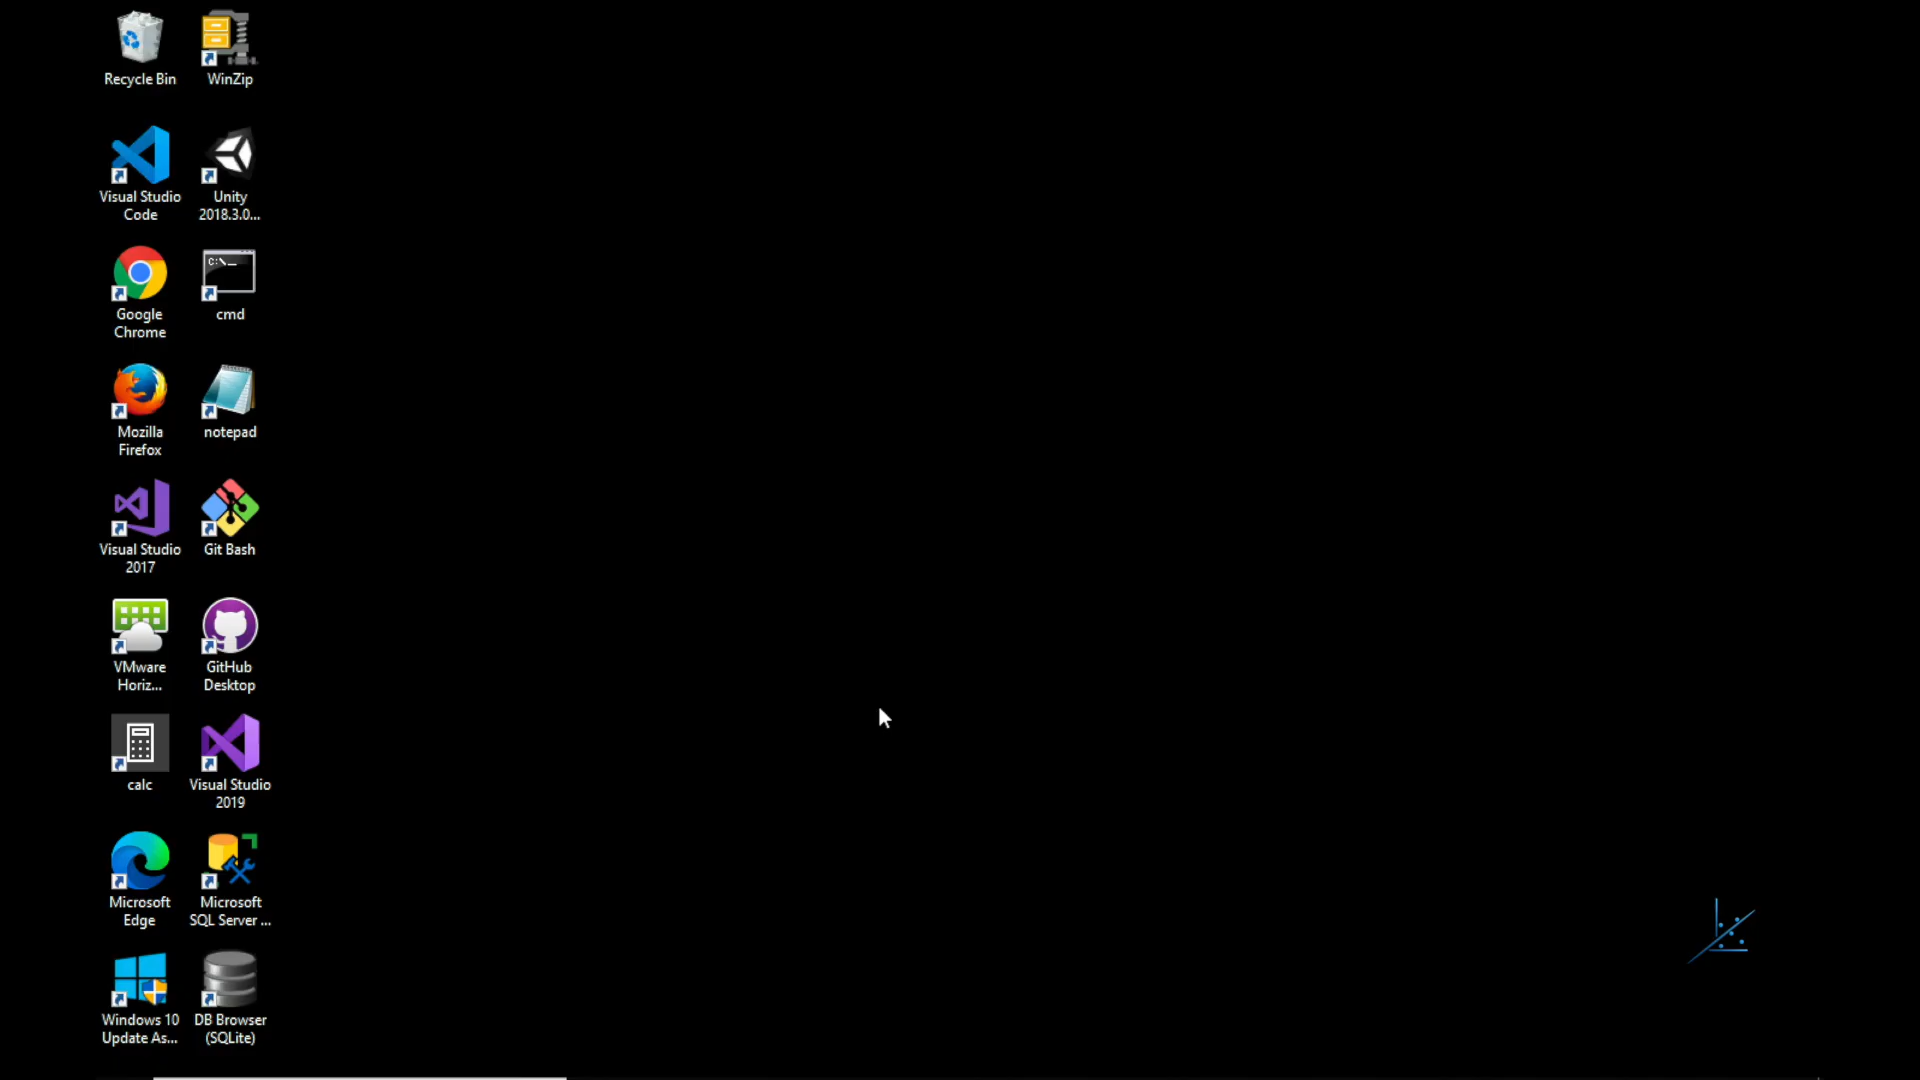 Recycle Bin
WinZip
Visual Studio
Code
Unity
2018.3.0...
Google
Chrome
C:\_
cmd
Mozilla
Firefox
notepad
Visual Studio
2017
Git Bash
VMware
Horiz...
GitHub
Desktop
calc
Visual Studio
2019
Microsoft
Edge
Microsoft
SQL Server ...
Windows 10
Update As...
DB Browser
(SQLite)